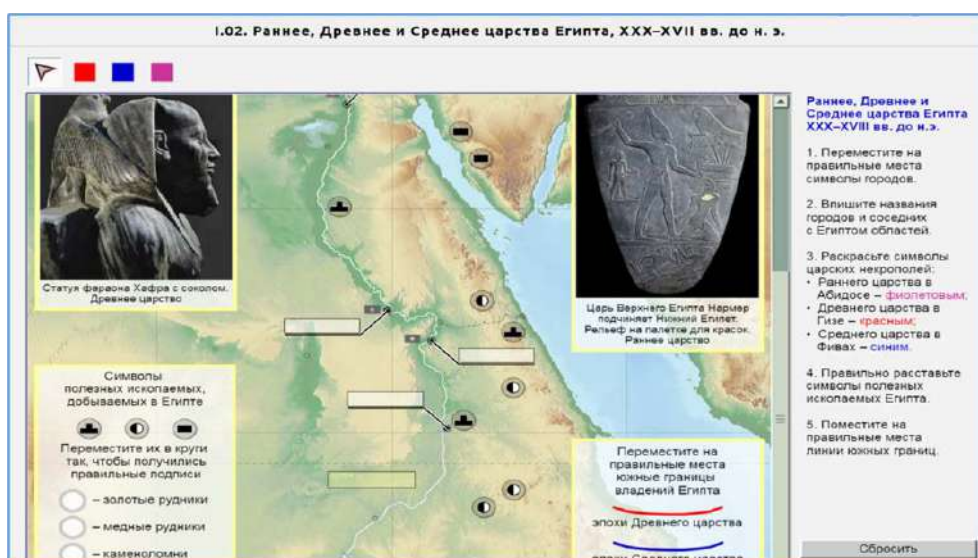 I.02. Раннее, Древнее и Среднее царства Египта, XXX–XVII вв. до н. э.
Статуя фараона Хафра с соколом.
Древнее царство
Царь Верхнего Египта Нармер
подчиняет Нижний Египет.
Рельеф на палетке для красок.
Раннее царство
Символы
полезных ископаемых,
добываемых в Египте
Переместите их в круги
так, чтобы получились
правильные подписи
– золотые рудники
– медные рудники
– каменоломни
Переместите на
правильные места
южные границы
владений Египта
эпохи Древнего царства
эпохи Среднего царства
Раннее, Древнее и
Среднее царства Египта
XXX–XVIII вв. до н.э.
1. Переместите на
правильные места
символы городов.
2. Впишите названия
городов и соседних
с Египтом областей.
3. Раскрасьте символы
царских некрополей:
• Раннего царства в
Абидосе – фиолетовым;
• Древнего царства в
Гизе – красным;
• Среднего царства в
Фивах – синим.
4. Правильно расставьте
символы полезных
ископаемых Египта.
5. Поместите на
правильные места
линии южных границ.
Сбросить